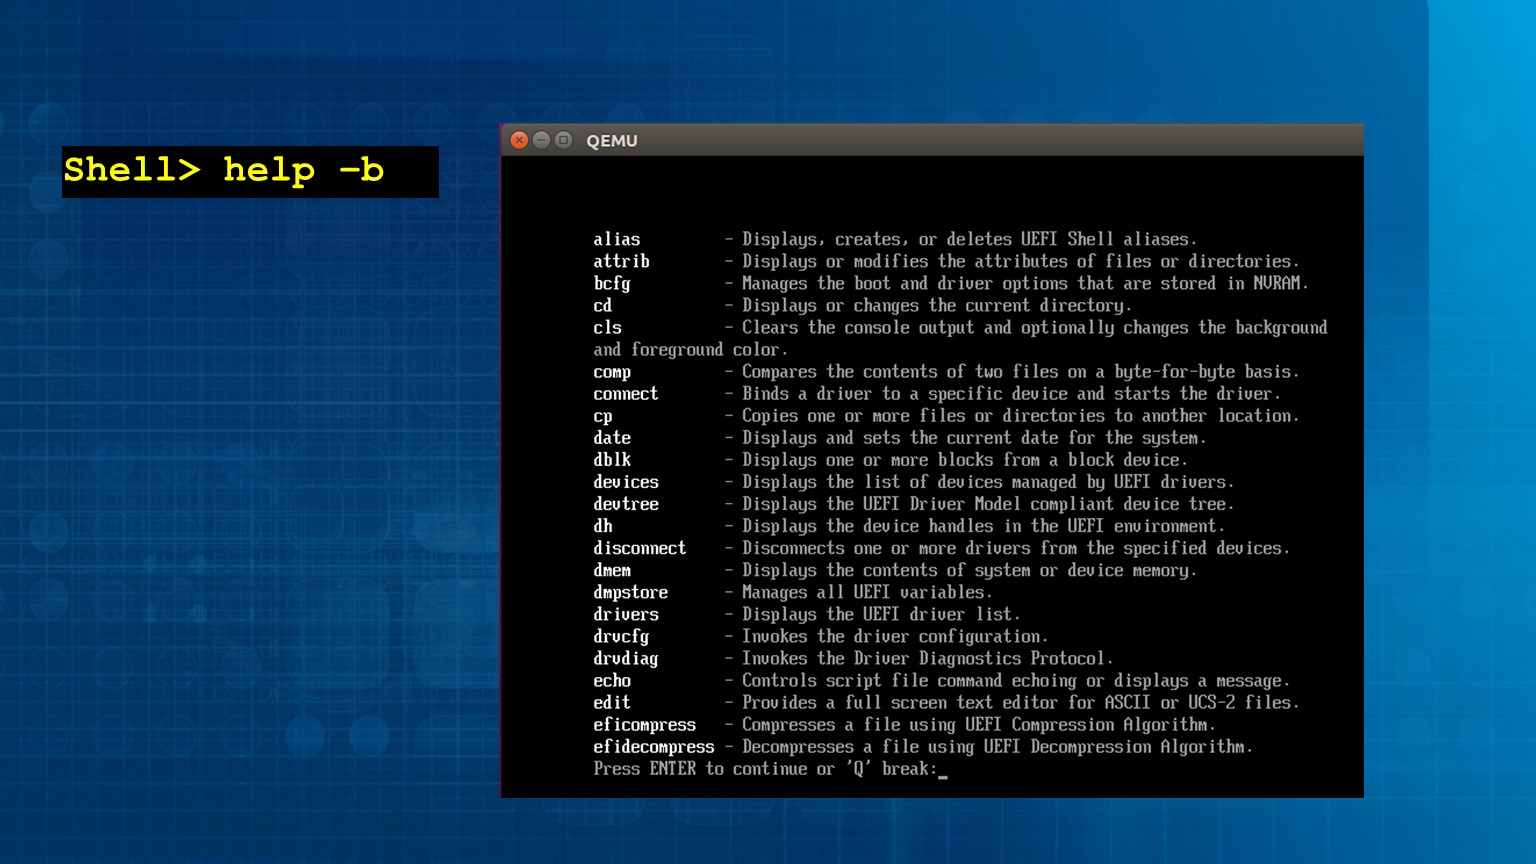 Shell> help –b
QEMU
alias - Displays, creates, or deletes UEFI Shell aliases.
attrib - Displays or modifies the attributes of files or directories.
bcfg - Manages the boot and driver options that are stored in NVRAM.
cd - Displays or changes the current directory.
cls - Clears the console output and optionally changes the background
and foreground color.
comp - Compares the contents of two files on a byte-for-byte basis.
connect - Binds a driver to a specific device and starts the driver.
cp - Copies one or more files or directories to another location.
date - Displays and sets the current date for the system.
dblk - Displays one or more blocks from a block device.
devices - Displays the list of devices managed by UEFI drivers.
devtree - Displays the UEFI Driver Model compliant device tree.
dh - Displays the device handles in the UEFI environment.
disconnect - Disconnects one or more drivers from the specified devices.
dmem - Displays the contents of system or device memory.
dmpstore - Manages all UEFI variables.
drivers - Displays the UEFI driver list.
drvcfg - Invokes the driver configuration.
drvdiag - Invokes the Driver Diagnostics Protocol.
echo - Controls script file command echoing or displays a message.
edit - Provides a full screen text editor for ASCII or UCS-2 files.
eficompress - Compresses a file using UEFI Compression Algorithm.
efidecompress - Decompresses a file using UEFI Decompression Algorithm.
Press ENTER to continue or 'Q' break:_